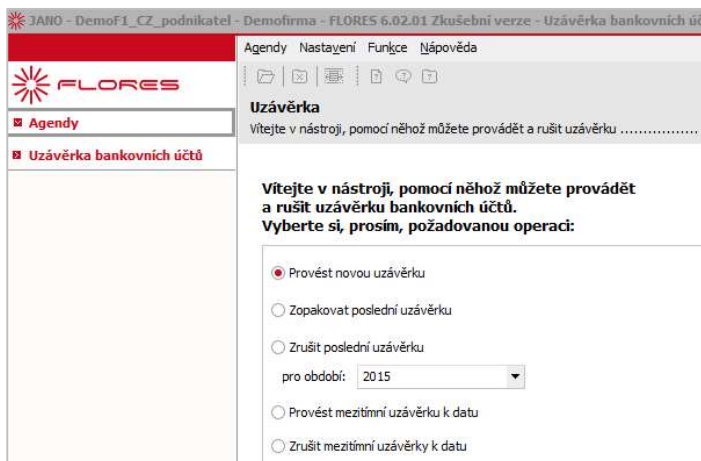 JANO - DemoF1_CZ_podnikatel - Demofirma - FLORES 6.02.01 Zkušební verze - Uzávěrka bankovních úč
Agendy Nastavení Funkce Nápověda
FLORES
Uzávěrka
Vítejte v nástroji, pomocí něhož můžete provádět a rušit uzávěrku ..................
Agendy
Uzávěrka bankovních účtů
Vítejte v nástroji, pomocí něhož můžete provádět
a rušit uzávěrku bankovních účtů.
Vyberte si, prosím, požadovanou operaci:
Provést novou uzávěrku
Zopakovat poslední uzávěrku
Zrušit poslední uzávěrku
pro období: 2015
Provést mezitímní uzávěrku k datu
Zrušit mezitímní uzávěrky k datu